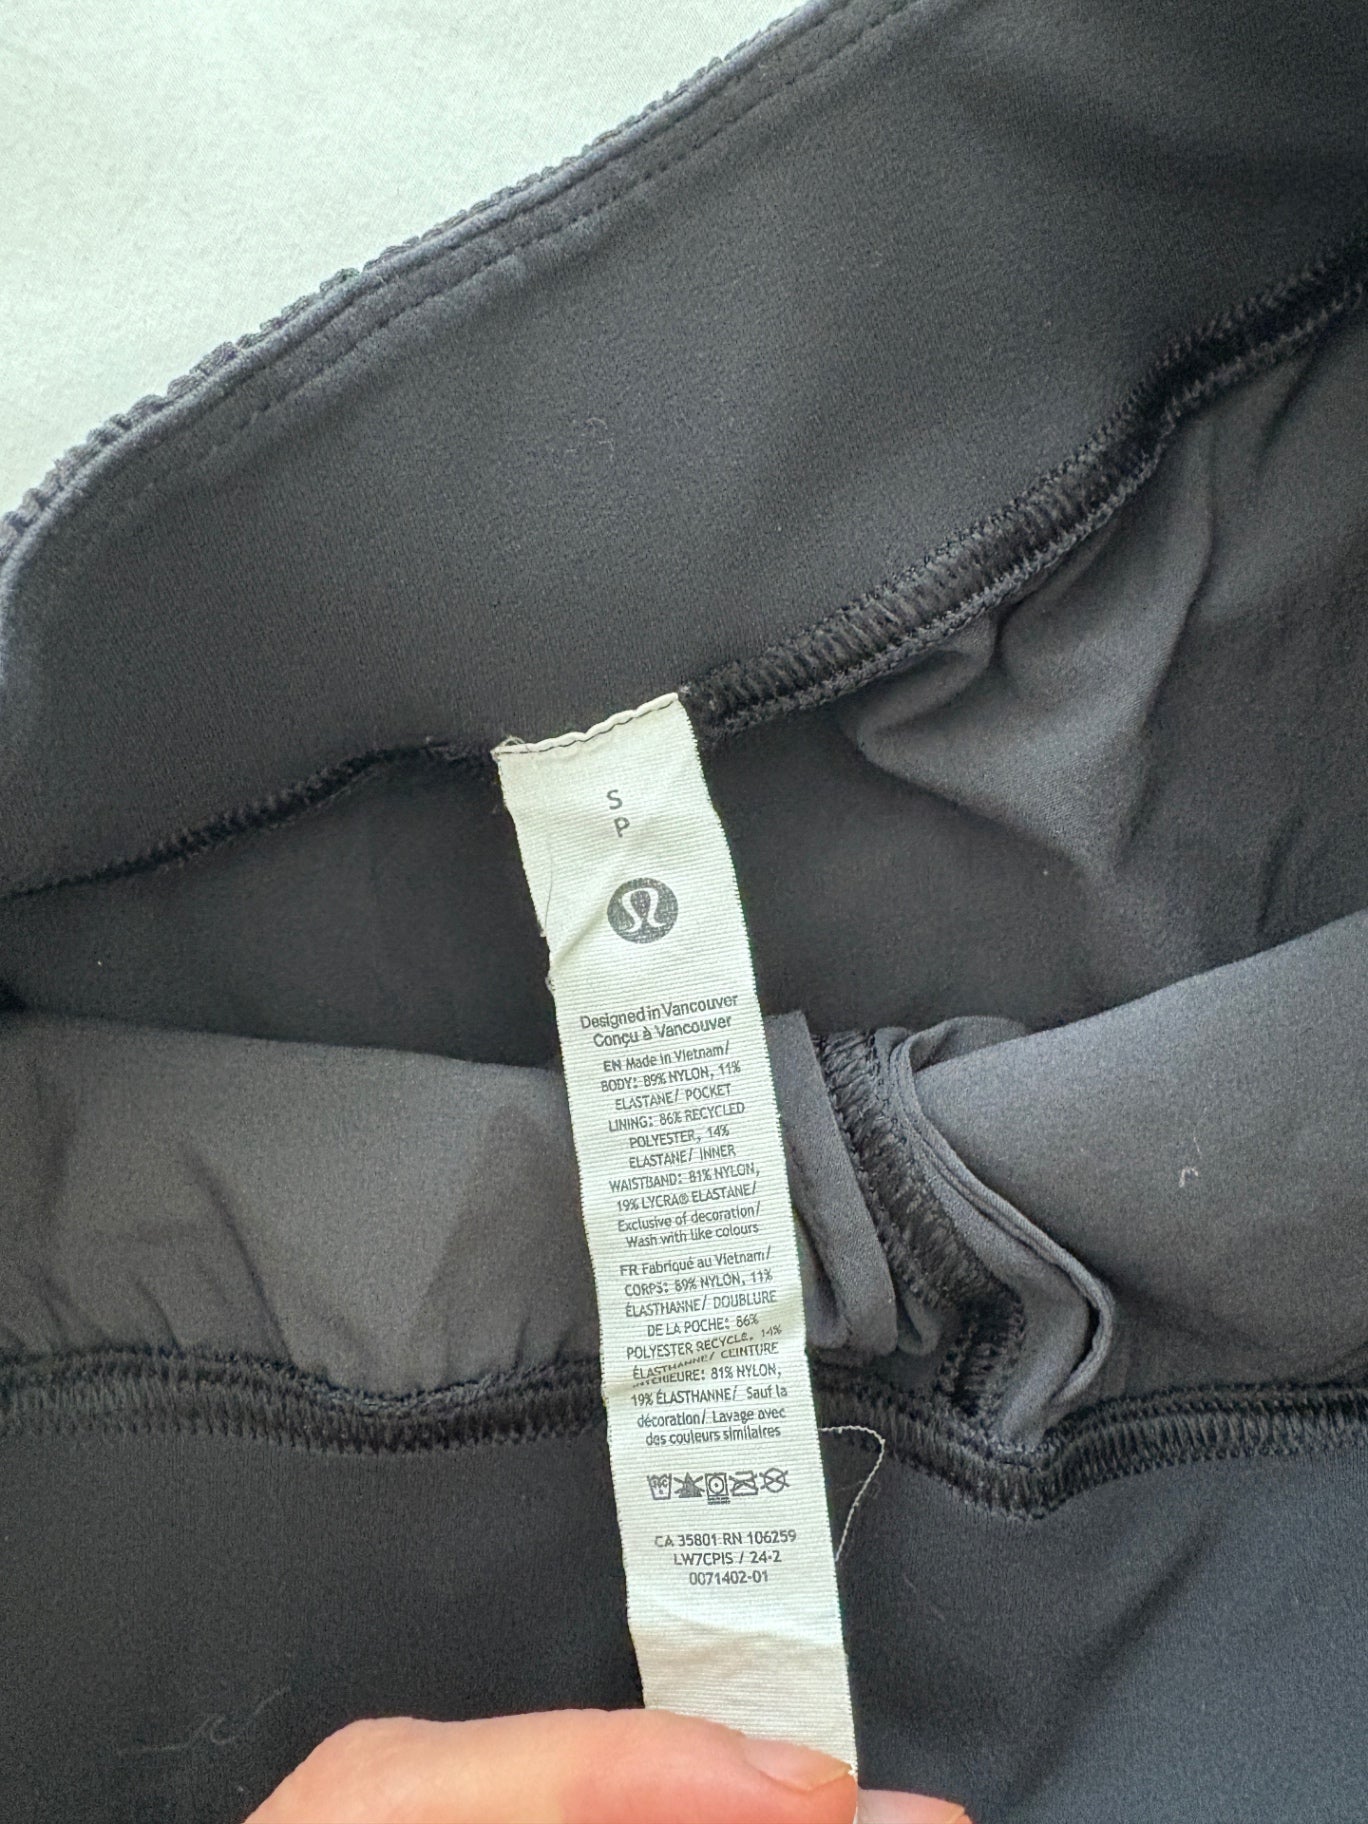 S
P
Designed in Vancouver
Conçu à Vancouver
EN Made in Vietnam/
BODY: 89% NYLON, 11%
ELASTANE/ POCKET
LINING: 86% RECYCLED
POLYESTER, 14%
ELASTANE/ INNER
WAISTBAND: 81% NYLON,
19% LYCRA® ELASTANE/
Exclusive of decoration/
Wash with like colours
FR Fabriqué au Vietnam/
CORPS: 89% NYLON, 11%
ÉLASTHANNE/ DOUBLURE
DE LA POCHE: 86%
POLYESTER RECYCLÉ, 14%
ÉLASTHANNE/ CEINTURE
INTÉRIEURE: 81% NYLON,
19% ÉLASTHANNE/ Sauf la
décoration/ Lavage avec
des couleurs similaires
CA 35801 RN 106259
LW7CPIS / 24-2
0071402-01